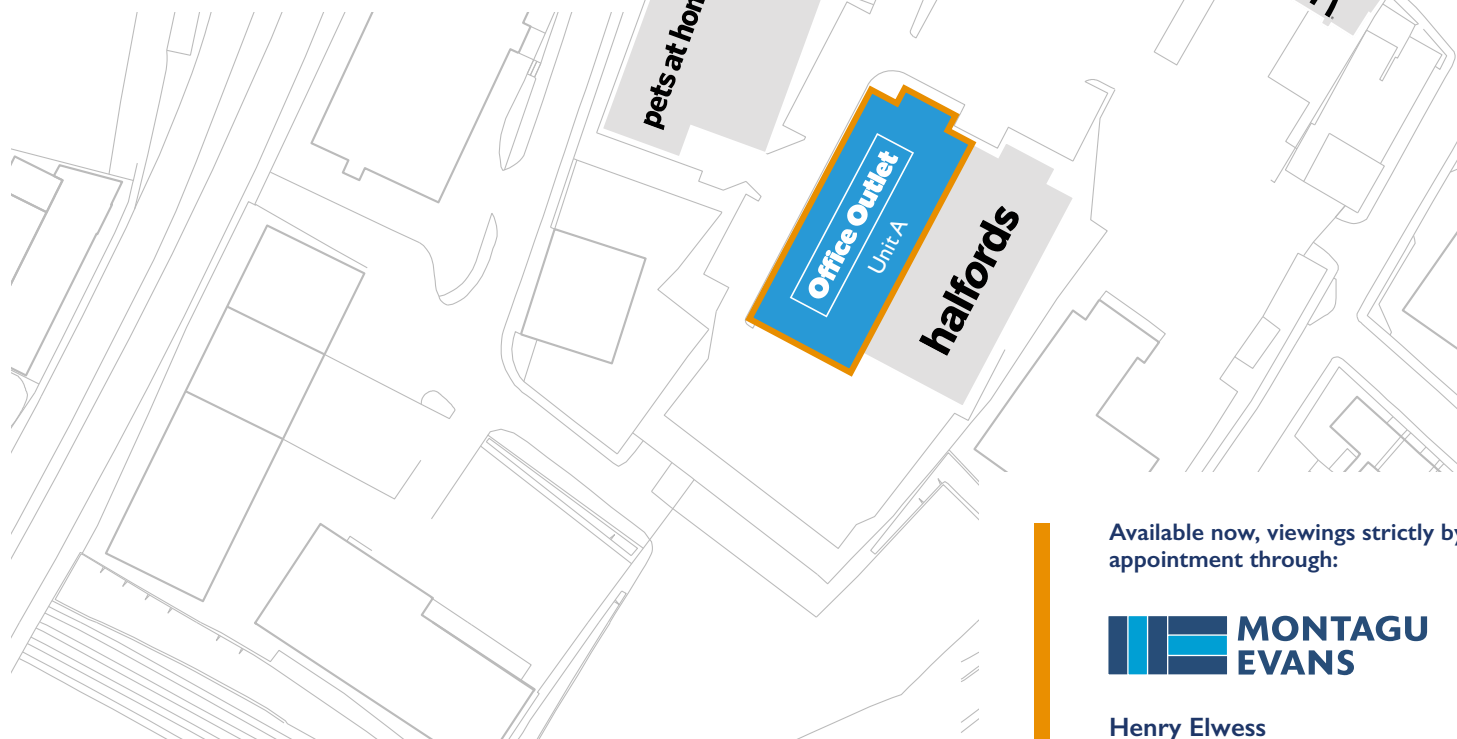 pets at hom
Office Outlet
Unit A
halfords
Available now, viewings strictly by
appointment through:
MONTAGU
EVANS
Henry Elwess